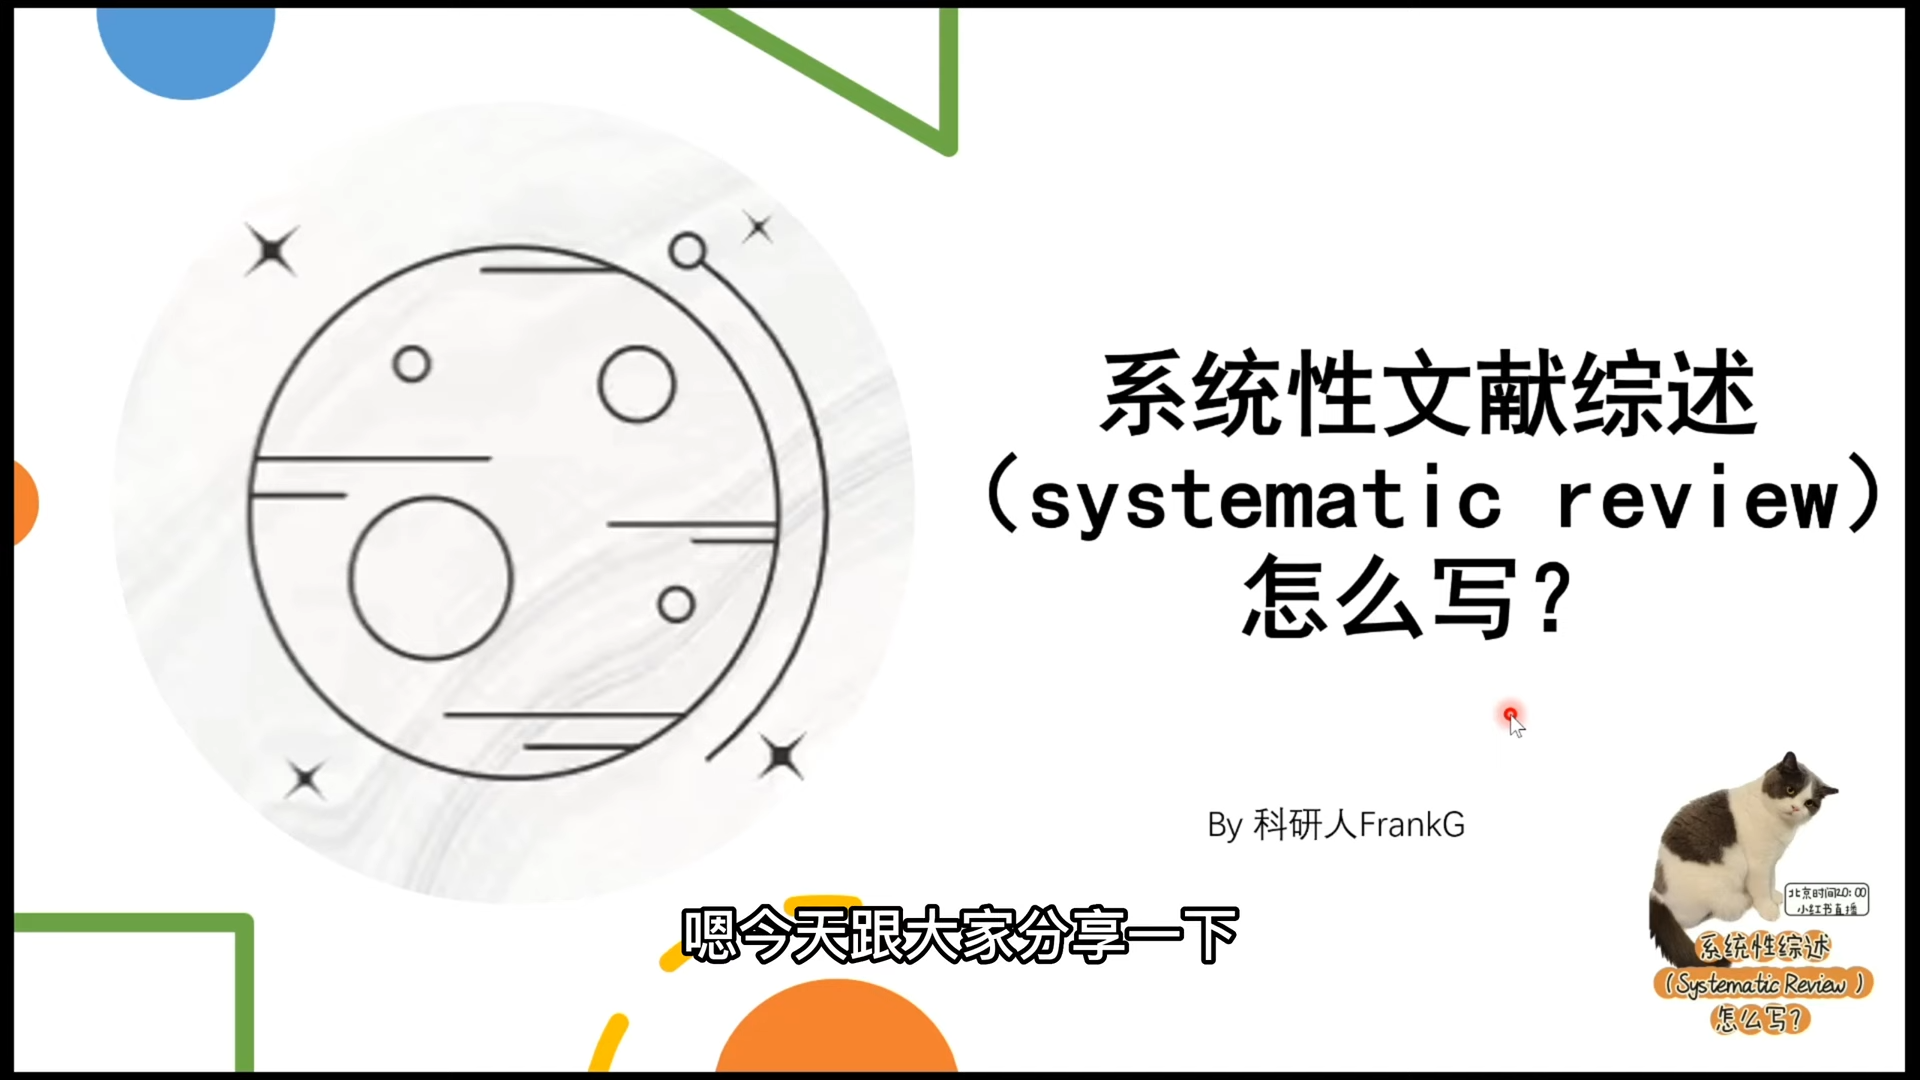 系统性文献综述
（systematic review）
怎么写？
By 科研人FrankG
嗯今天跟大家分享一下
北京时间20:00
小红书直播
系统性综述
（Systematic Review）
怎么写？